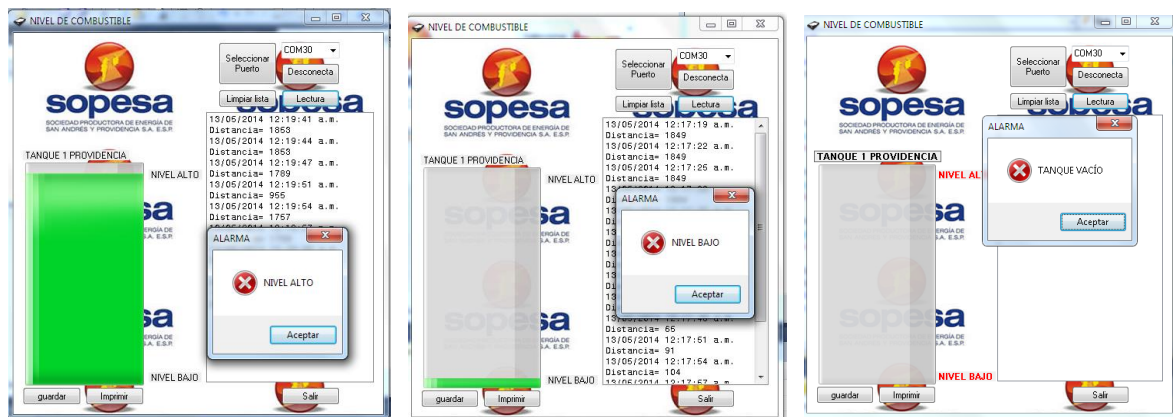 NIVEL DE COMBUSTIBLE
Seleccionar Puerto
COM30
Desconecta
Limpiar lista
Lectura
sopesa
SOCIEDAD PRODUCTORA DE ENERGÍA DE
SAN ANDRÉS Y PROVIDENCIA S.A. E.S.P.
TANQUE 1 PROVIDENCIA
NIVEL ALTO
13/05/2014 12:19:41 a.m.
Distancia= 1853
13/05/2014 12:19:44 a.m.
Distancia= 1853
13/05/2014 12:19:47 a.m.
Distancia= 1789
13/05/2014 12:19:51 a.m.
Distancia= 955
13/05/2014 12:19:54 a.m.
Distancia= 1757
ALARMA
NIVEL ALTO
Aceptar
NIVEL BAJO
guardar
Imprimir
Salir
NIVEL DE COMBUSTIBLE
Seleccionar Puerto
COM30
Desconecta
Limpiar lista
Lectura
sopesa
SOCIEDAD PRODUCTORA DE ENERGÍA DE
SAN ANDRÉS Y PROVIDENCIA S.A. E.S.P.
TANQUE 1 PROVIDENCIA
NIVEL ALTO
13/05/2014 12:17:19 a.m.
Distancia= 1849
13/05/2014 12:17:22 a.m.
Distancia= 1849
13/05/2014 12:17:25 a.m.
Distancia= 1849
ALARMA
NIVEL BAJO
Aceptar
Distancia= 65
13/05/2014 12:17:51 a.m.
Distancia= 91
13/05/2014 12:17:54 a.m.
Distancia= 104
13/05/2014 12:17:57 a.m.
NIVEL BAJO
guardar
Imprimir
Salir
NIVEL DE COMBUSTIBLE
Seleccionar Puerto
COM30
Desconecta
Limpiar lista
Lectura
sopesa
SOCIEDAD PRODUCTORA DE ENERGÍA DE
SAN ANDRÉS Y PROVIDENCIA S.A. E.S.P.
TANQUE 1 PROVIDENCIA
NIVEL AL
ALARMA
TANQUE VACÍO
Aceptar
NIVEL BAJO
guardar
Imprimir
Salir